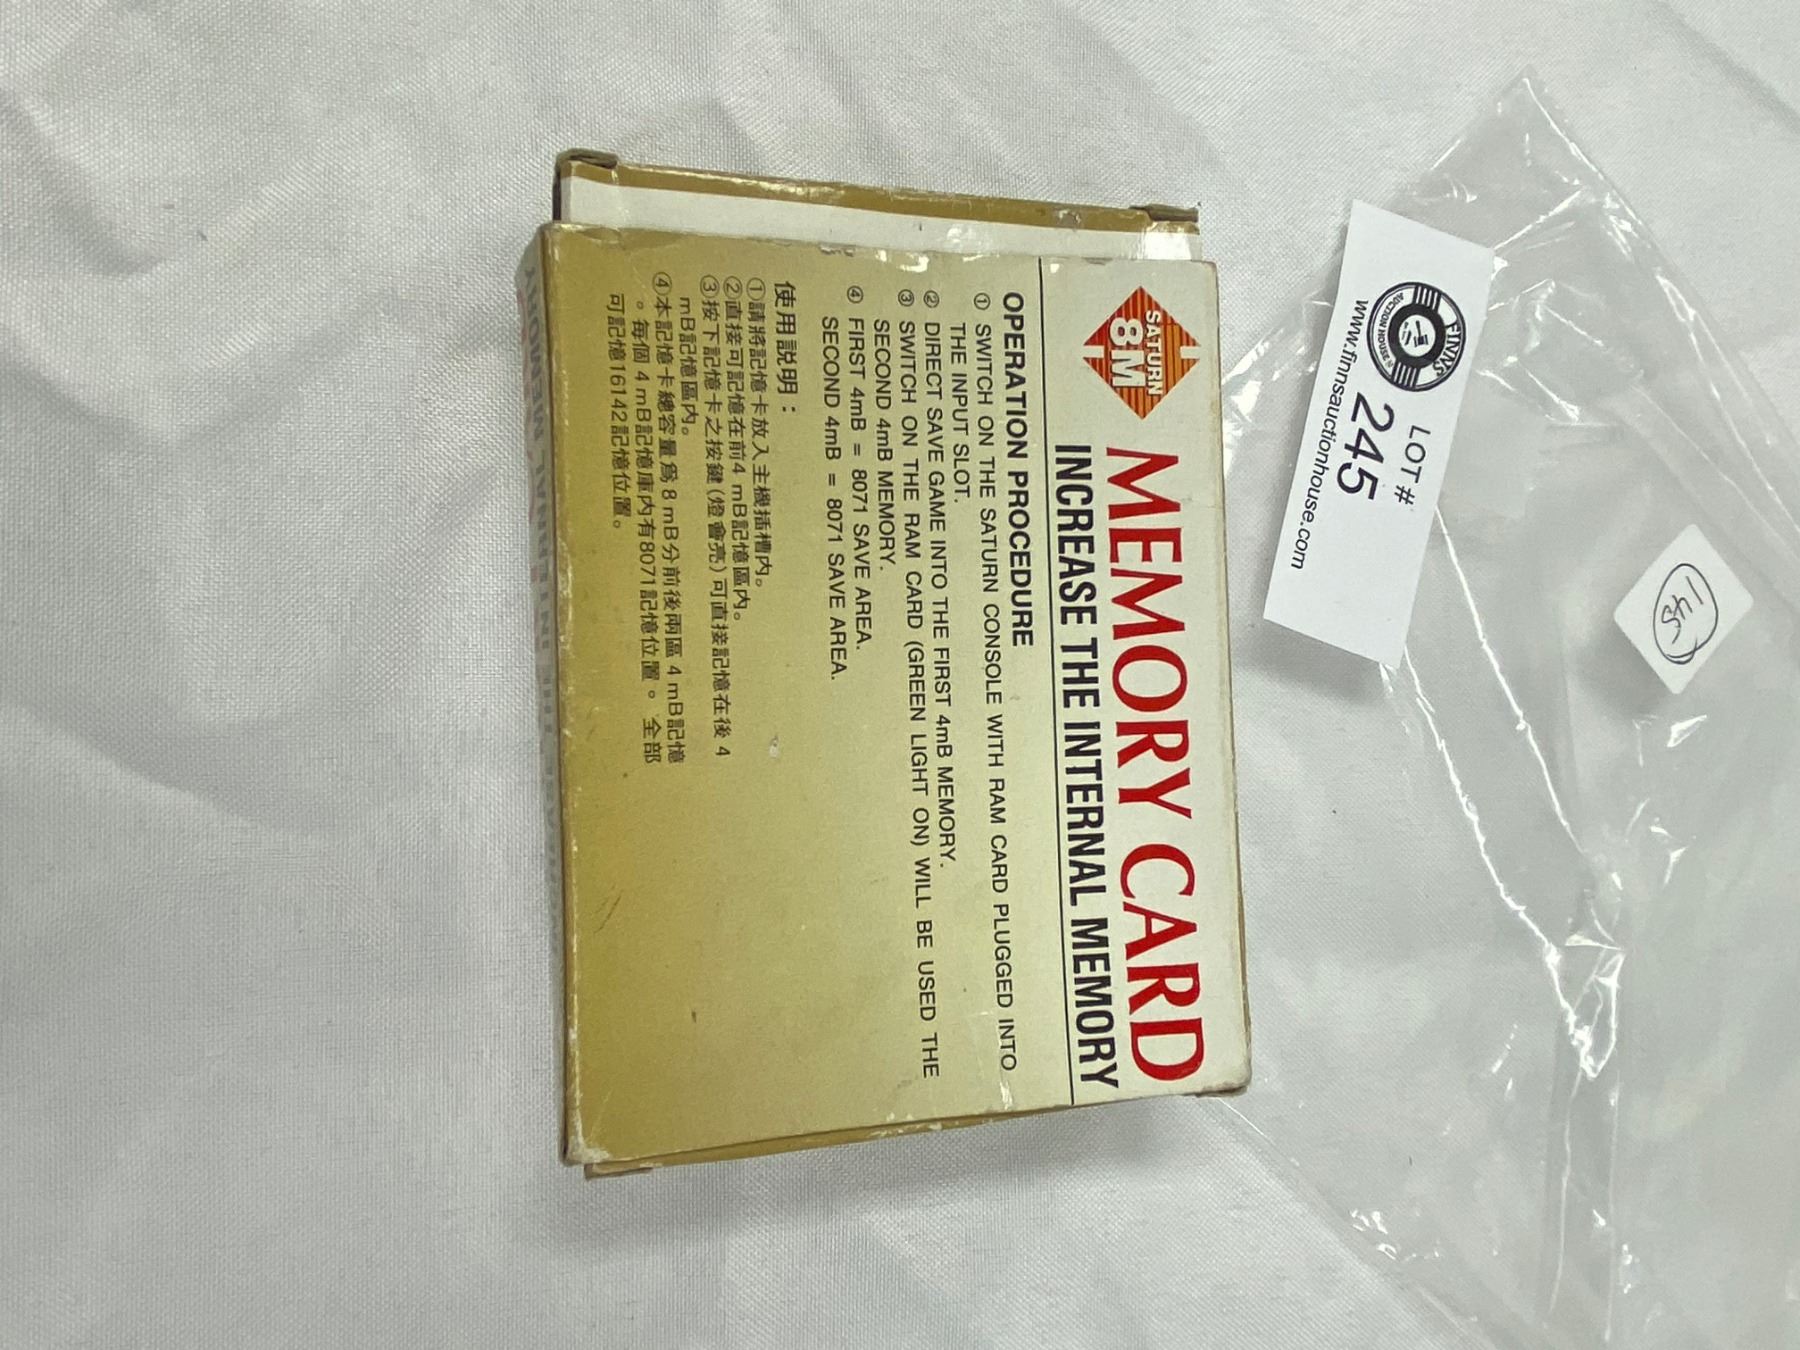 SATURN
8M
MEMORY CARD
INCREASE THE INTERNAL MEMORY
OPERATION PROCEDURE
① SWITCH ON THE SATURN CONSOLE WITH RAM CARD PLUGGED INTO
THE INPUT SLOT.
② DIRECT SAVE GAME INTO THE FIRST 4mB MEMORY.
③ SWITCH ON THE RAM CARD (GREEN LIGHT ON) WILL BE USED THE
SECOND 4mB MEMORY.
④ FIRST 4mB = 8071 SAVE AREA.
SECOND 4mB = 8071 SAVE AREA.
使用説明：
①請將記憶卡放入主機插槽内。
②直接可記憶在前4 mB記憶區内。
③按下記憶卡之按鍵(燈會亮)可直接記憶在後 4
mB記憶區内。
④本記憶卡總容量爲 8 mB分前後兩區 4 mB記憶
。每個 4 mB記憶庫内有8071記憶位置。全部
可記憶16142記憶位置。
FINNS
AUCTION HOUSE
LOT #
245
www.finnsauctionhouse.com
145